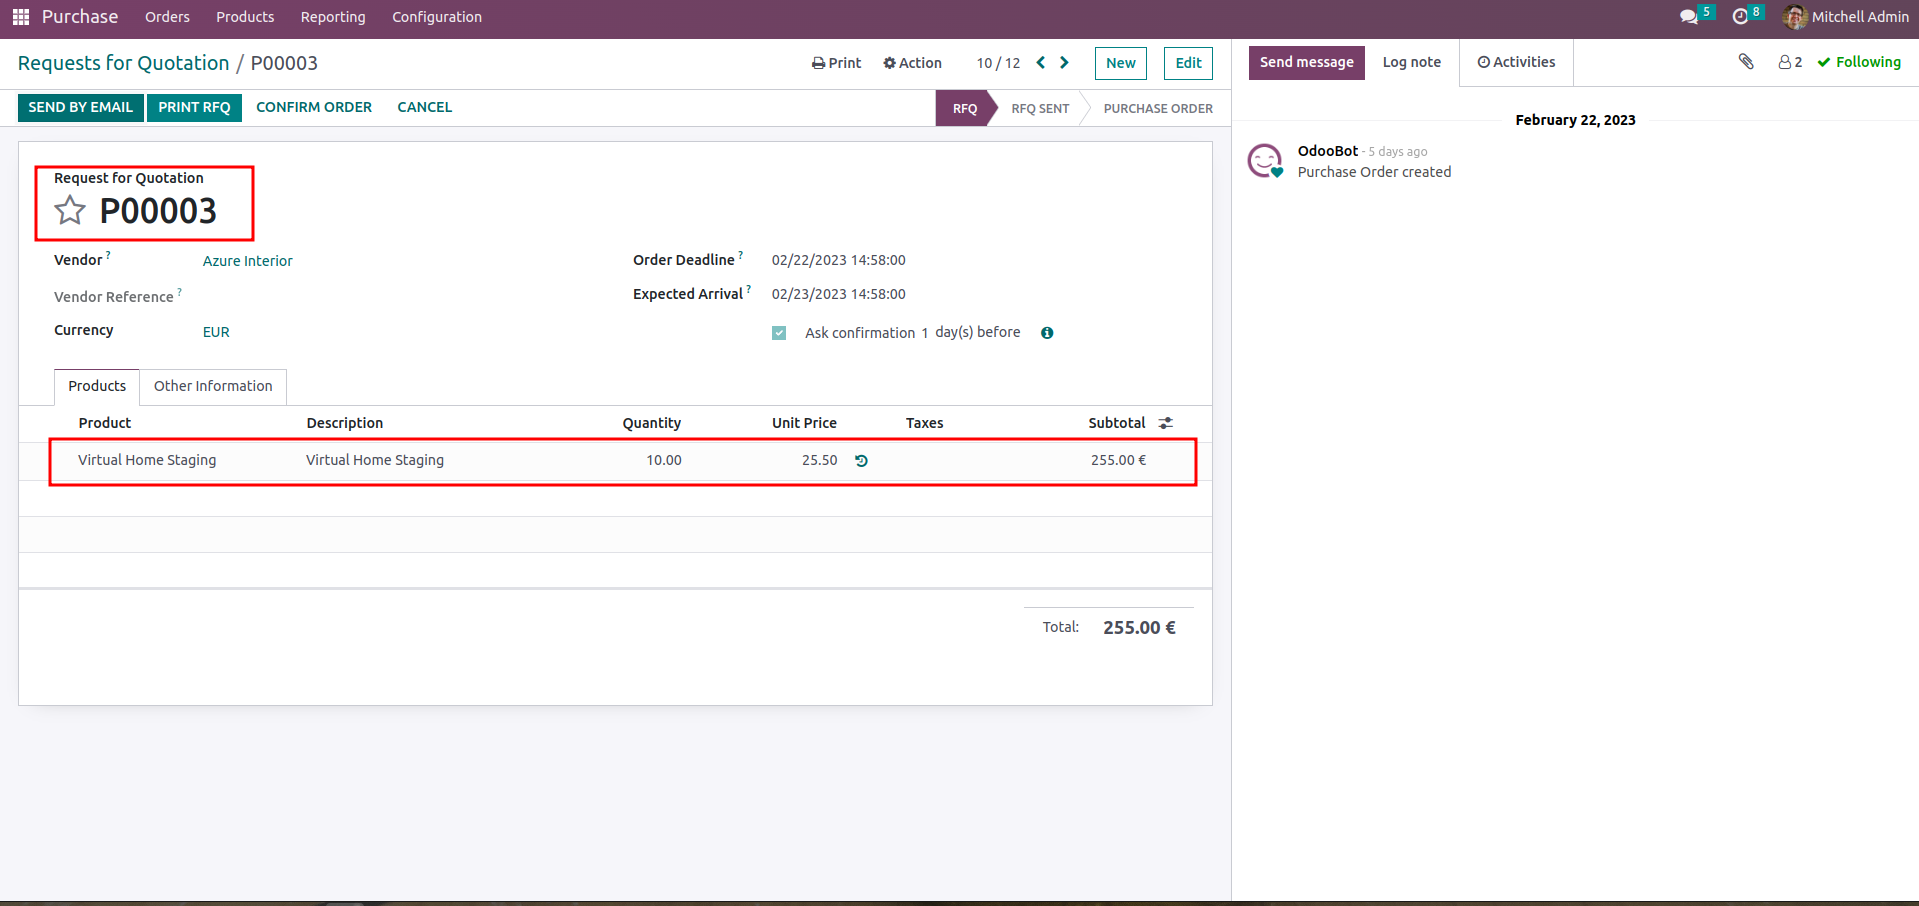 Purchase Orders Products Reporting Configuration 5 8 Mitchell Admin
Requests for Quotation / P00003 Print Action 10 / 12 New Edit
Send message Log note Activities 2 Following
SEND BY EMAIL PRINT RFQ CONFIRM ORDER CANCEL RFQ RFQ SENT PURCHASE ORDER
February 22, 2023
OdooBot - 5 days ago
Purchase Order created
Request for Quotation
P00003
Vendor ? Azure Interior
Vendor Reference ?
Currency EUR
Order Deadline ? 02/22/2023 14:58:00
Expected Arrival ? 02/23/2023 14:58:00
Ask confirmation 1 day(s) before
Products Other Information
Product Description Quantity Unit Price Taxes Subtotal
Virtual Home Staging Virtual Home Staging 10.00 25.50 255.00 €
Total: 255.00 €